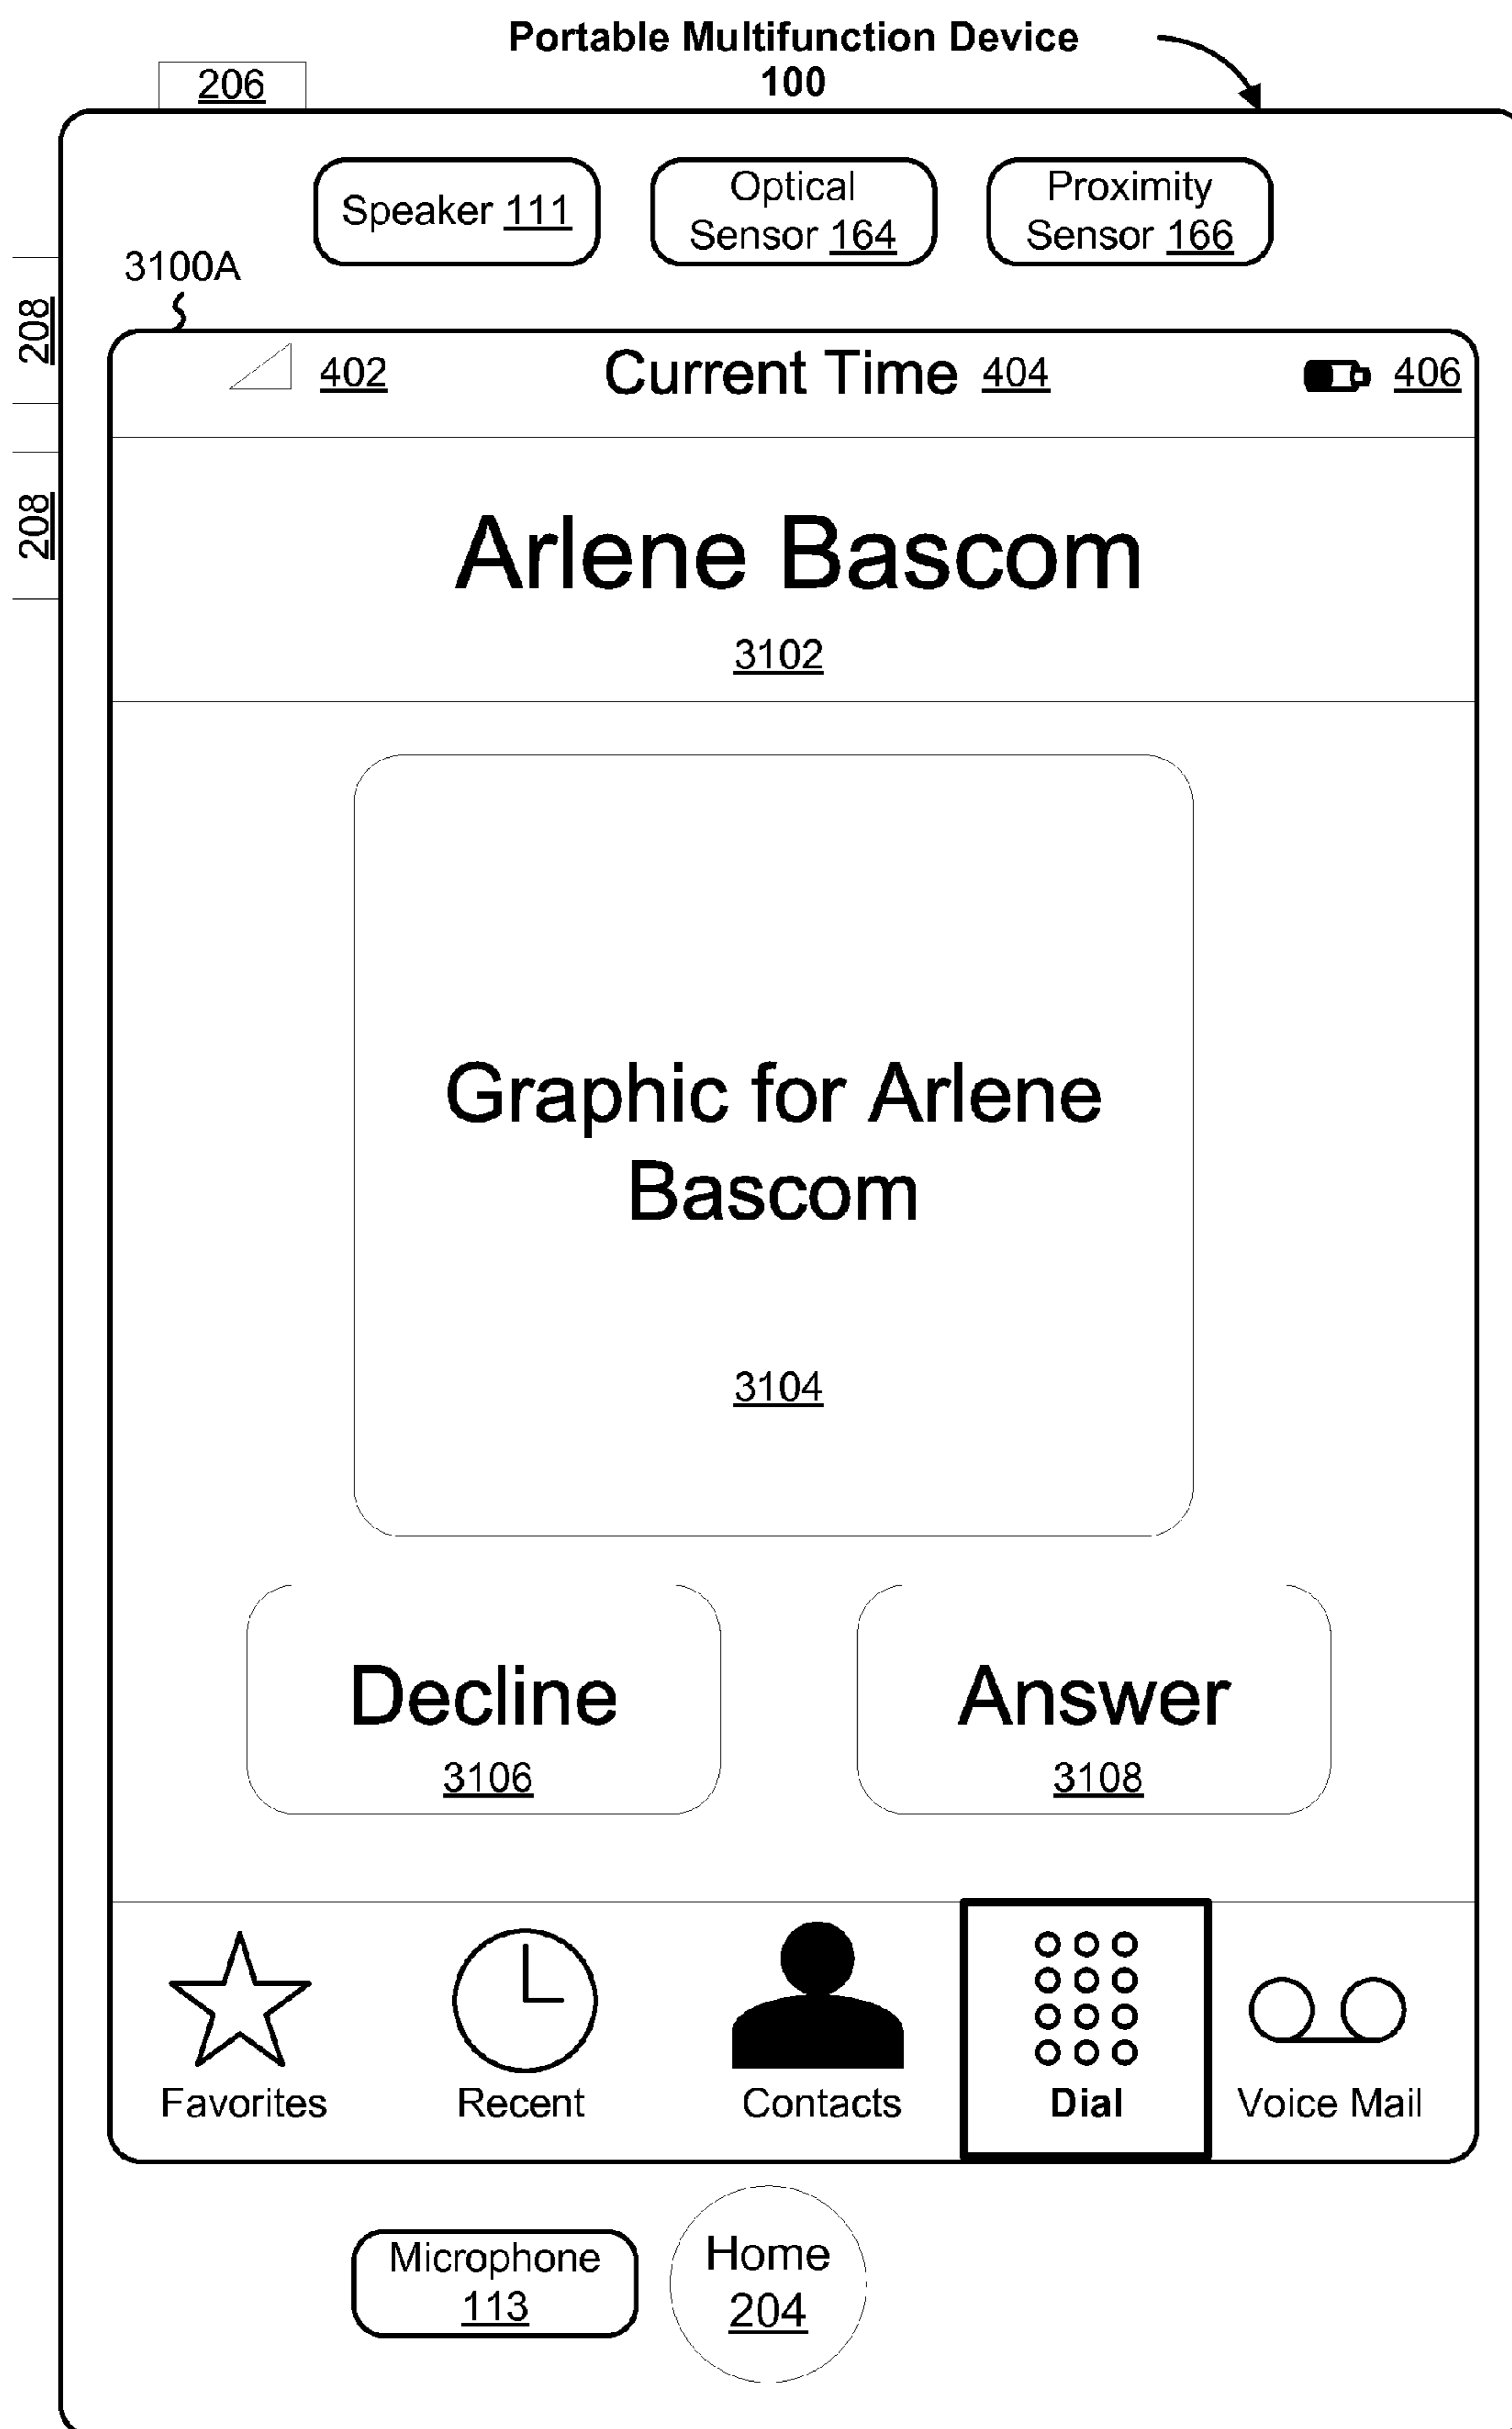 Portable Multifunction Device
100
206
Speaker 111
Optical
Sensor 164
Proximity
Sensor 166
3100A
208
402
Current Time 404
406
208
Arlene Bascom
3102
Graphic for Arlene
Bascom
3104
Decline
3106
Answer
3108
Favorites
Recent
Contacts
Dial
Voice Mail
Microphone
113
Home
204